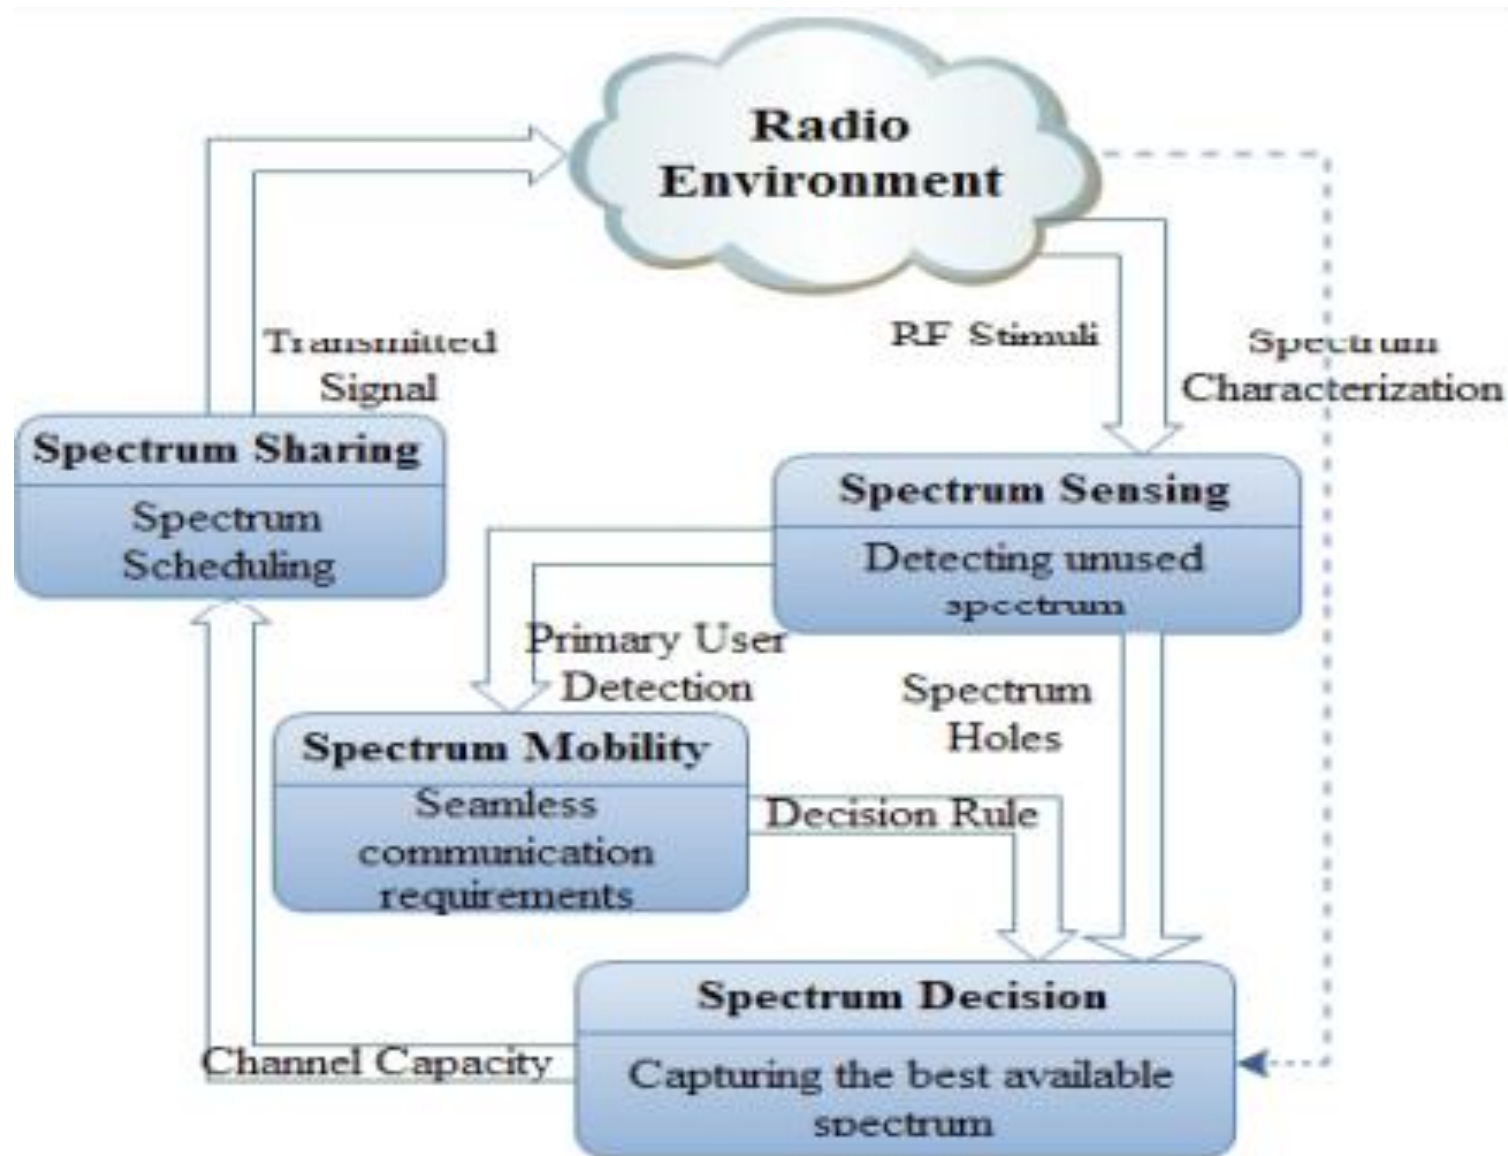 Radio
Environment
Transmitted
Signal
RF Stimuli
Spectrum
Characterization
Spectrum Sharing
Spectrum
Scheduling
Spectrum Sensing
Detecting unused
spectrum
Primary User
Detection
Spectrum
Holes
Spectrum Mobility
Seamless
communication
requirements
Decision Rule
Spectrum Decision
Capturing the best available
spectrum
Channel Capacity